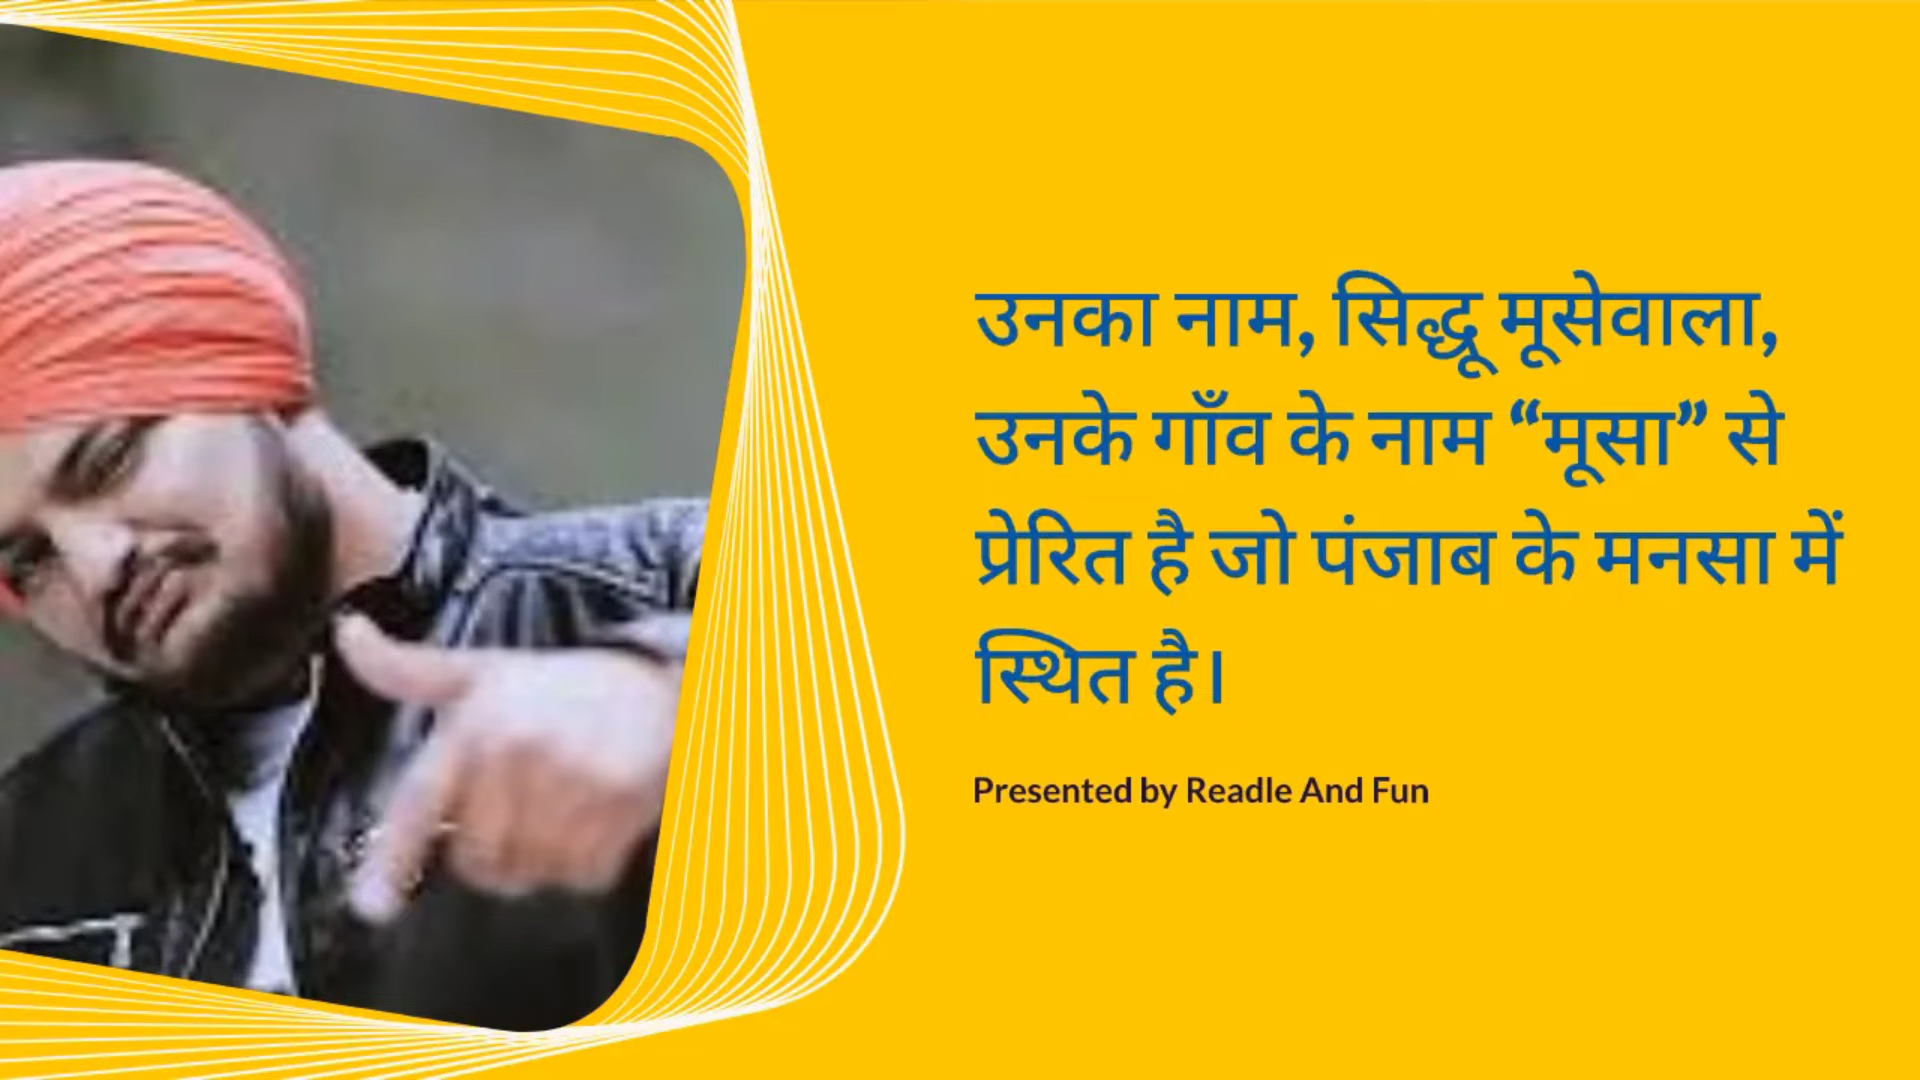 उनका नाम, सिद्धू मूसेवाला,
उनके गाँव के नाम “मूसा” से
प्रेरित है जो पंजाब के मनसा में
स्थित है।
Presented by Readle And Fun